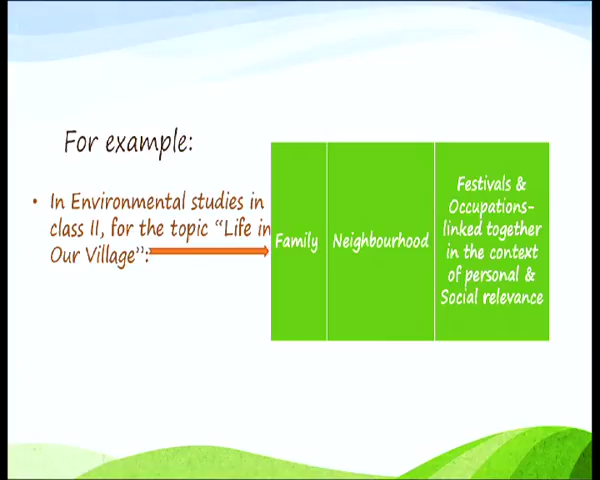 For example:
• In Environmental studies in
class II, for the topic “Life in
Our Village”:
Family
Neighbourhood
Festivals &
Occupations-
linked together
in the context
of personal &
Social relevance